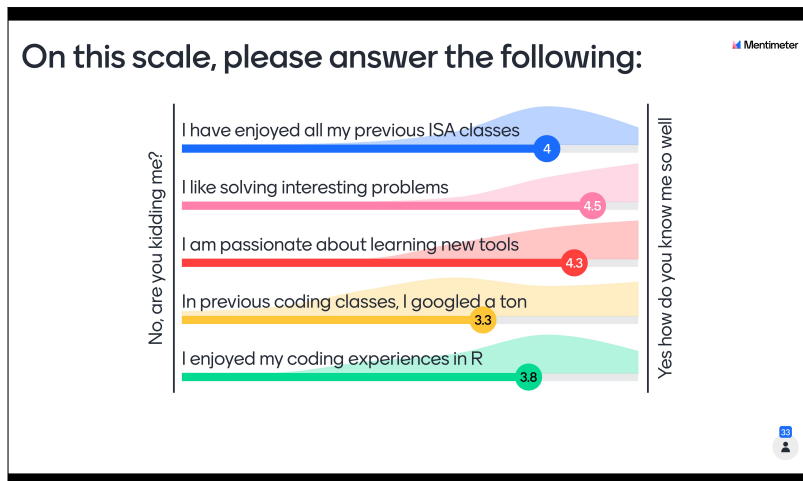 On this scale, please answer the following:
Mentimeter
No, are you kidding me?
I have enjoyed all my previous ISA classes
4
I like solving interesting problems
4.5
I am passionate about learning new tools
4.3
In previous coding classes, I googled a ton
3.3
I enjoyed my coding experiences in R
3.8
Yes how do you know me so well
33